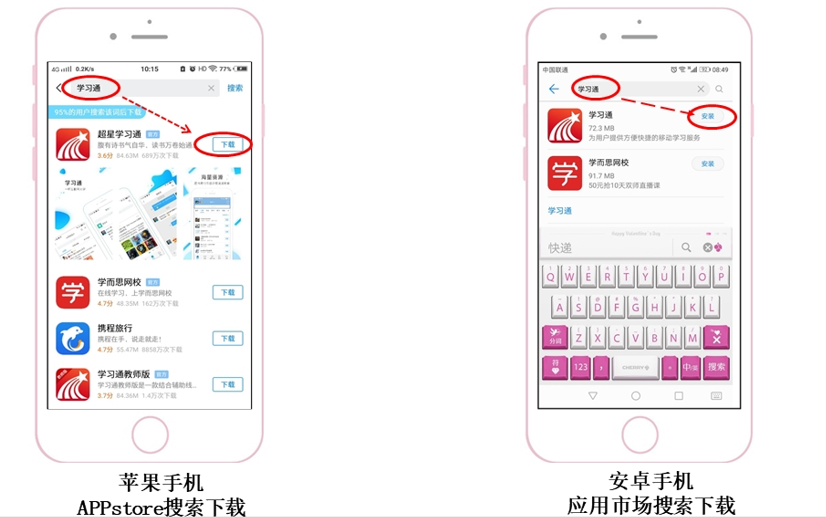 4G 0.2K/s 10:15 HD 77%
学习通
搜索
95%的用户搜索该词后下载
超星学习通 官方
腹有诗书气自华，读书万卷始通
3.6分 84.63M 689万次下载
下载
学习通
海量资源
学而思网校 官方
在线学习，上学而思网校
4.7分 48.35M 162万次下载
下载
携程旅行
携程在手，说走就走！
4.7分 55.47M 8658万次下载
下载
学习通教师版 官方
学习通教师版是一款结合辅助线...
3.7分 84.36M 1.4万次下载
下载
苹果手机
APPstore搜索下载
中国联通 08:49
学习通
学习通
72.3 MB
为用户提供方便快捷的移动学习服务
安装
学
学而思网校
91.7 MB
50元抢10天双师直播课
安装
学习通
快递
Q W E R T Y U I O P
A S D F G H J K L
分词 Z X C V B N M
符 123 , CHERRY 。 中/英 搜索
安卓手机
应用市场搜索下载